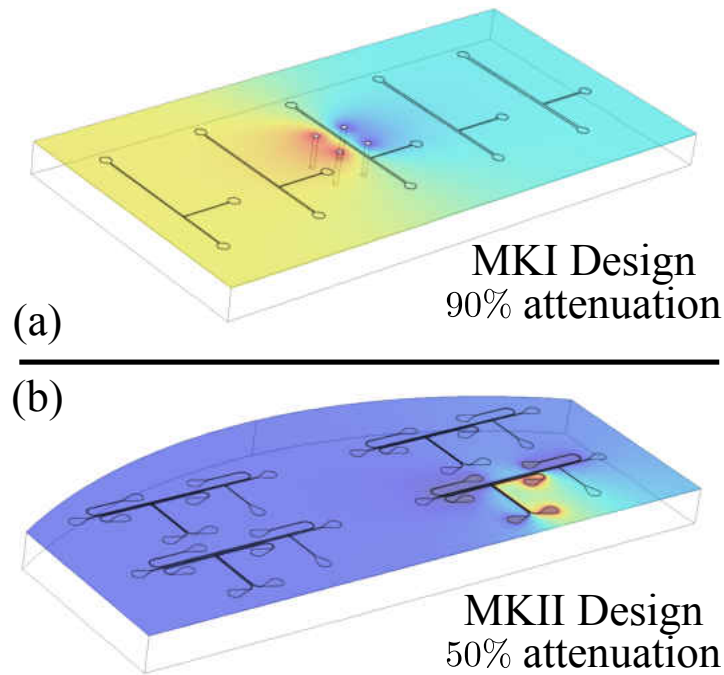 MKI Design
90% attenuation
(a)
(b)
MKII Design
50% attenuation